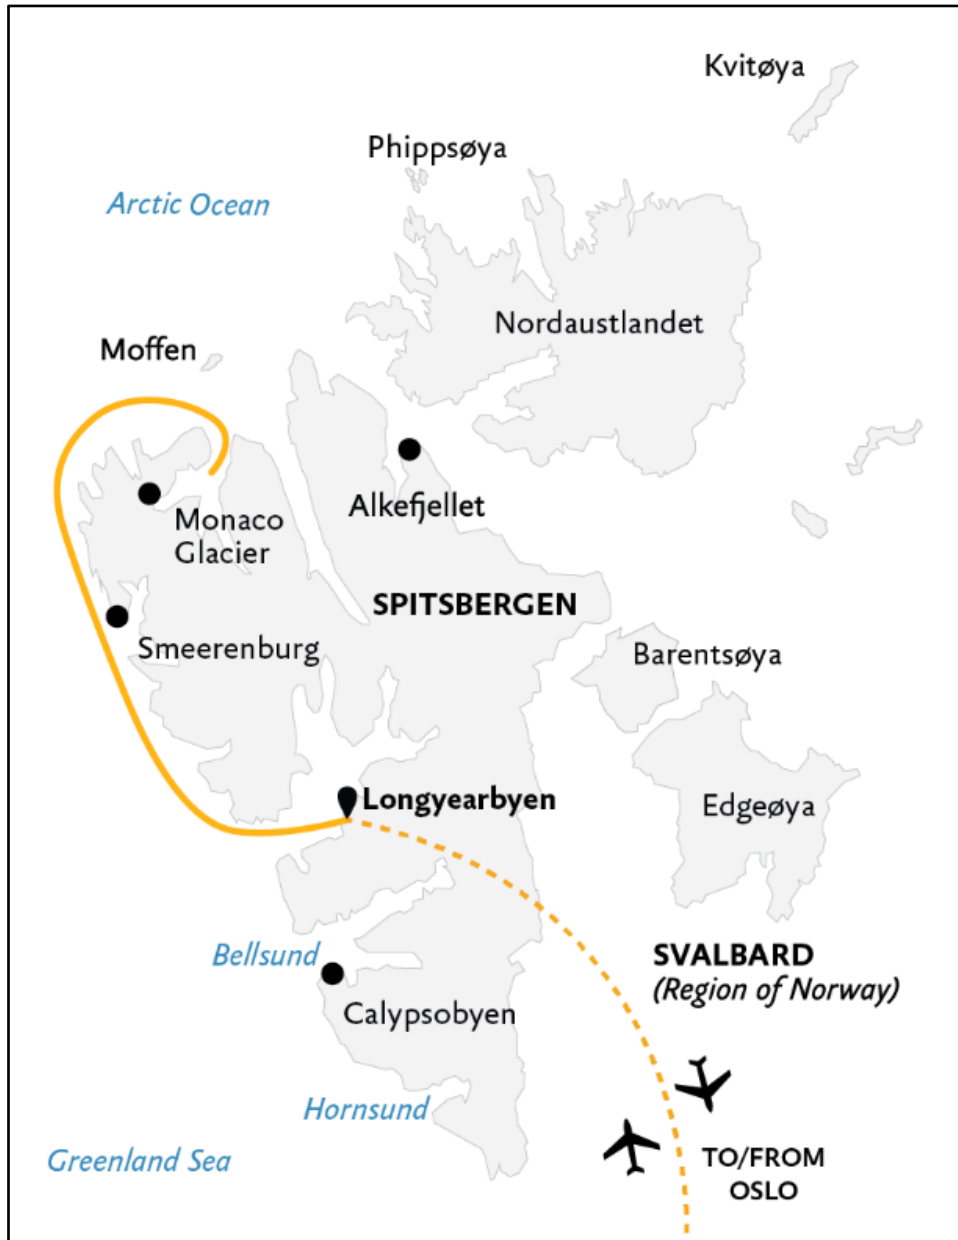 Kvitøya
Phippsøya
Arctic Ocean
Nordaustlandet
Moffen
Alkefjellet
Monaco
Glacier
SPITSBERGEN
Smeerenburg
Barentsøya
Longyearbyen
Edgeøya
Bellsund
SVALBARD
(Region of Norway)
Calypsobyen
Hornsund
Greenland Sea
TO/FROM
OSLO